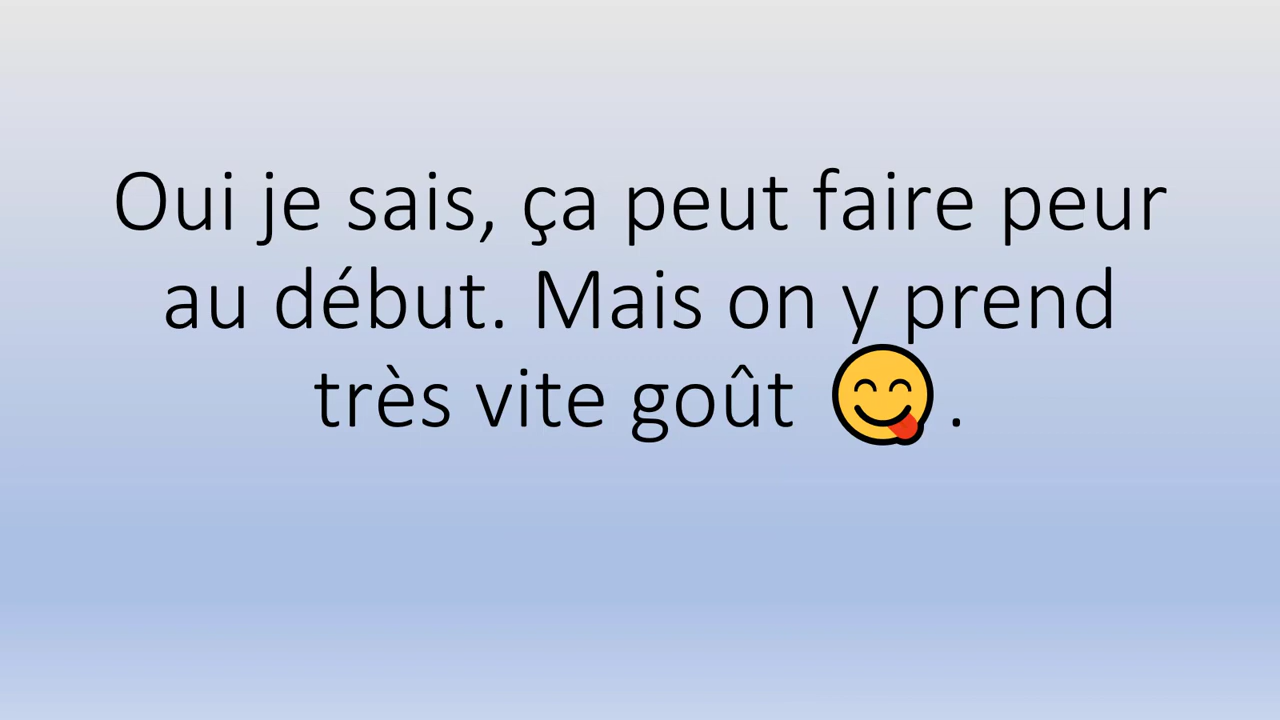 Oui je sais, ça peut faire peur
au début. Mais on y prend
très vite goût 😋.